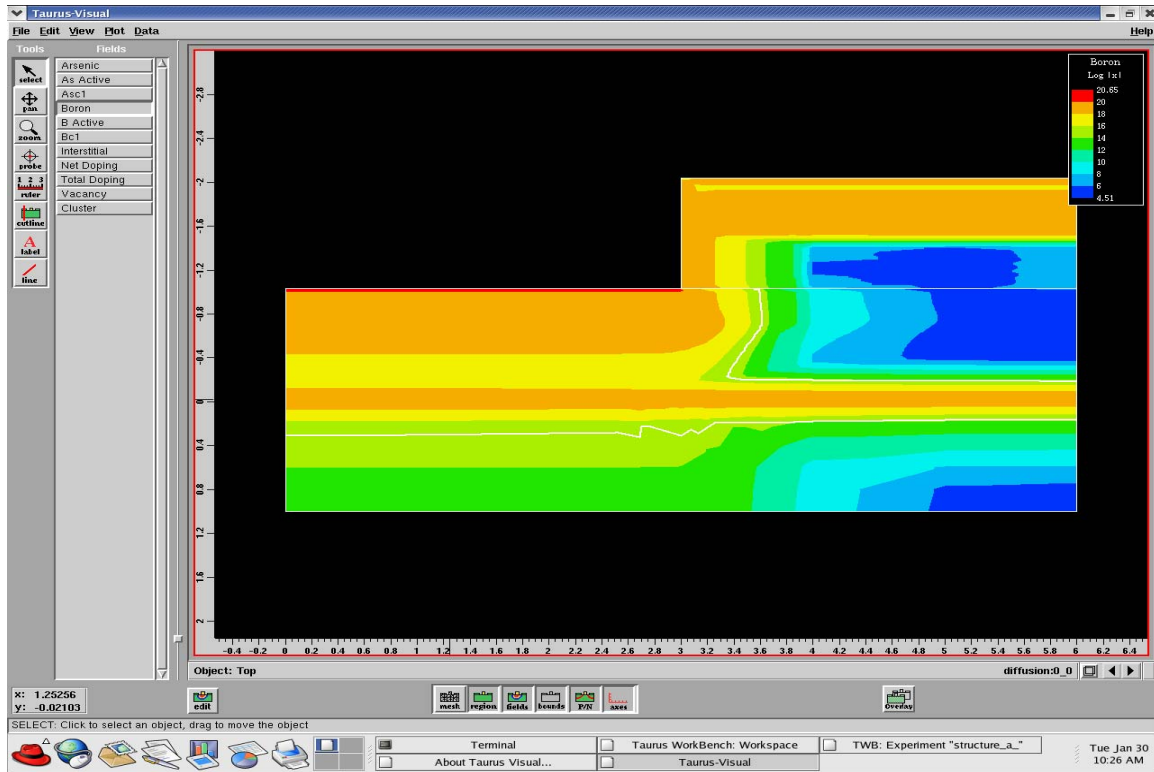 Taurus-Visual
File Edit View Plot Data Help
Tools Fields
select
pan
zoom
probe
1 2 3
ruler
cutline
A
label
line
Arsenic
As Active
Asc1
Boron
B Active
Bc1
Interstitial
Net Doping
Total Doping
Vacancy
Cluster
Boron
Log |x|
20.65
20
18
16
14
12
10
8
6
4.51
-2.8
-2.4
-2
-1.6
-1.2
-0.8
-0.4
0
0.4
0.8
1.2
1.6
2
-0.4 -0.2 0 0.2 0.4 0.6 0.8 1 1.2 1.4 1.6 1.8 2 2.2 2.4 2.6 2.8 3 3.2 3.4 3.6 3.8 4 4.2 4.4 4.6 4.8 5 5.2 5.4 5.6 5.8 6 6.2 6.4
Object: Top diffusion:0_0
x: 1.25256
y: -0.02103
edit
mesh region fields bounds P/N axes
Overlay
SELECT: Click to select an object, drag to move the object
Terminal Taurus WorkBench: Workspace TWB: Experiment "structure_a_"
About Taurus Visual... Taurus-Visual
Tue Jan 30
10:26 AM